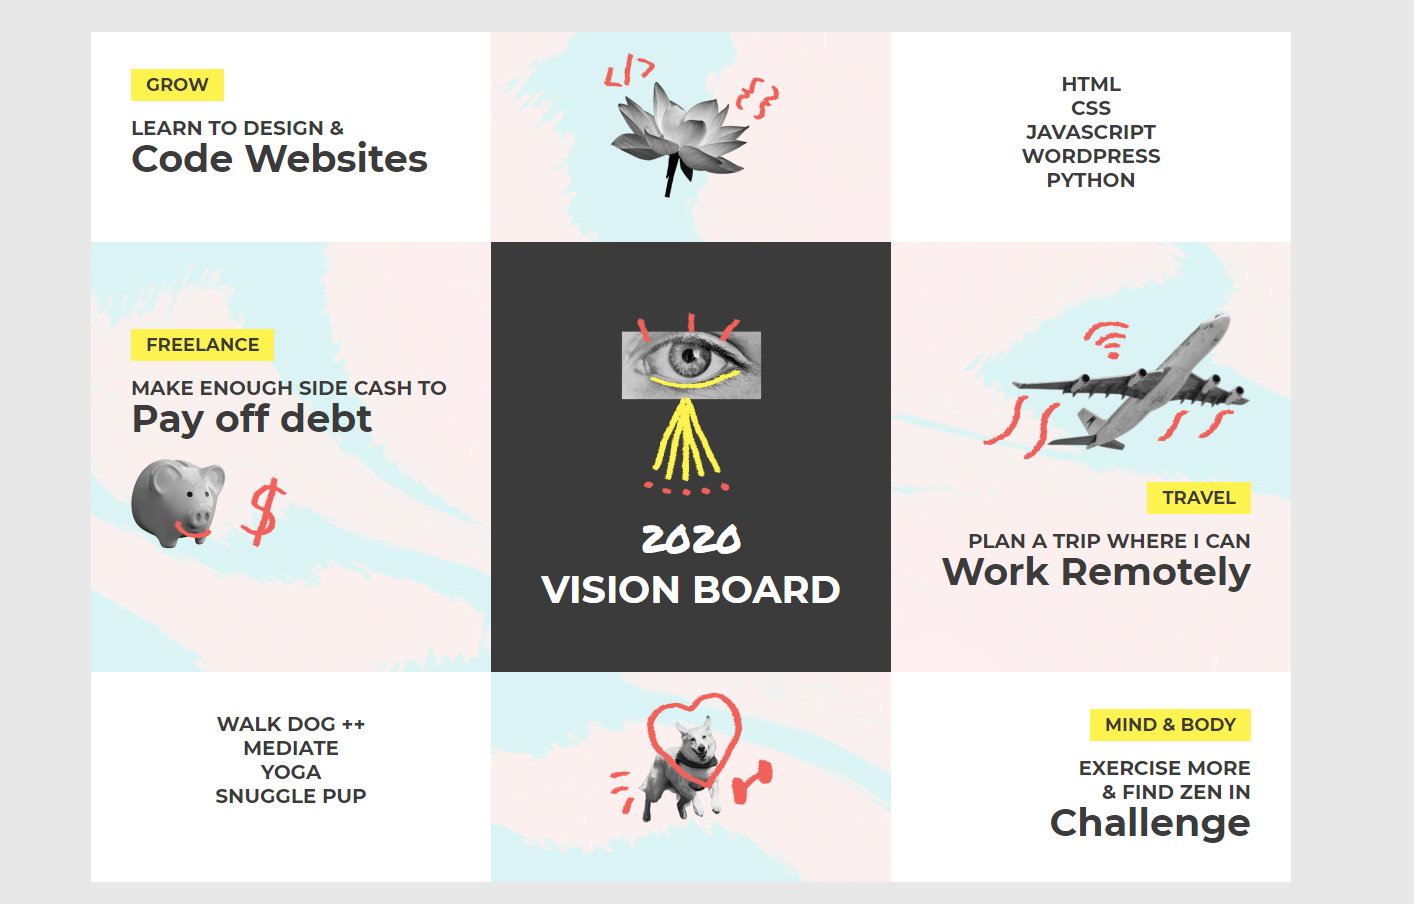 GROW
LEARN TO DESIGN &
Code Websites
</>
{ }
HTML
CSS
JAVASCRIPT
WORDPRESS
PYTHON
FREELANCE
MAKE ENOUGH SIDE CASH TO
Pay off debt
$
2020
VISION BOARD
TRAVEL
PLAN A TRIP WHERE I CAN
Work Remotely
WALK DOG ++
MEDIATE
YOGA
SNUGGLE PUP
MIND & BODY
EXERCISE MORE
& FIND ZEN IN
Challenge